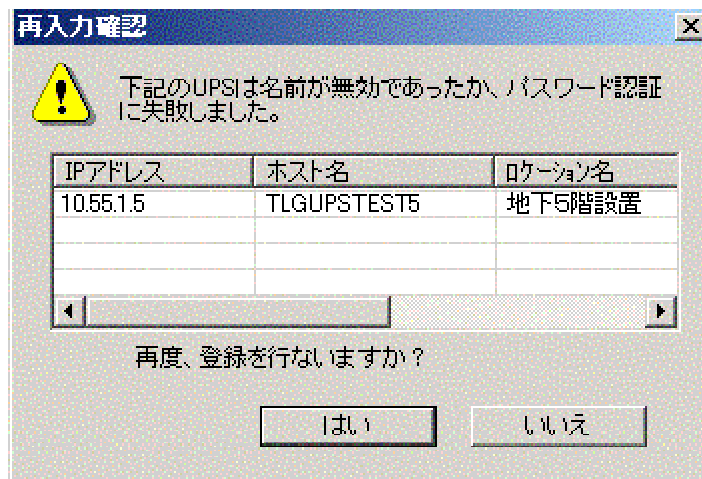 再入力確認
下記のUPSは名前が無効であったか、パスワード認証
に失敗しました。
IPアドレス ホスト名 ロケーション名
10.55.1.5 TLGUPSTEST5 地下5階設置
再度、登録を行ないますか？
はい いいえ